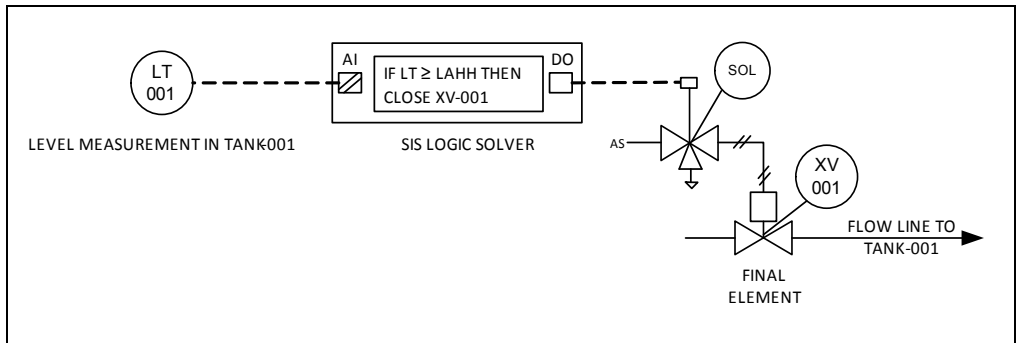 LT
001
LEVEL MEASUREMENT IN TANK-001
AI
DO
IF LT ≥ LAHH THEN
CLOSE XV-001
SIS LOGIC SOLVER
SOL
AS
XV
001
FLOW LINE TO
TANK-001
FINAL
ELEMENT